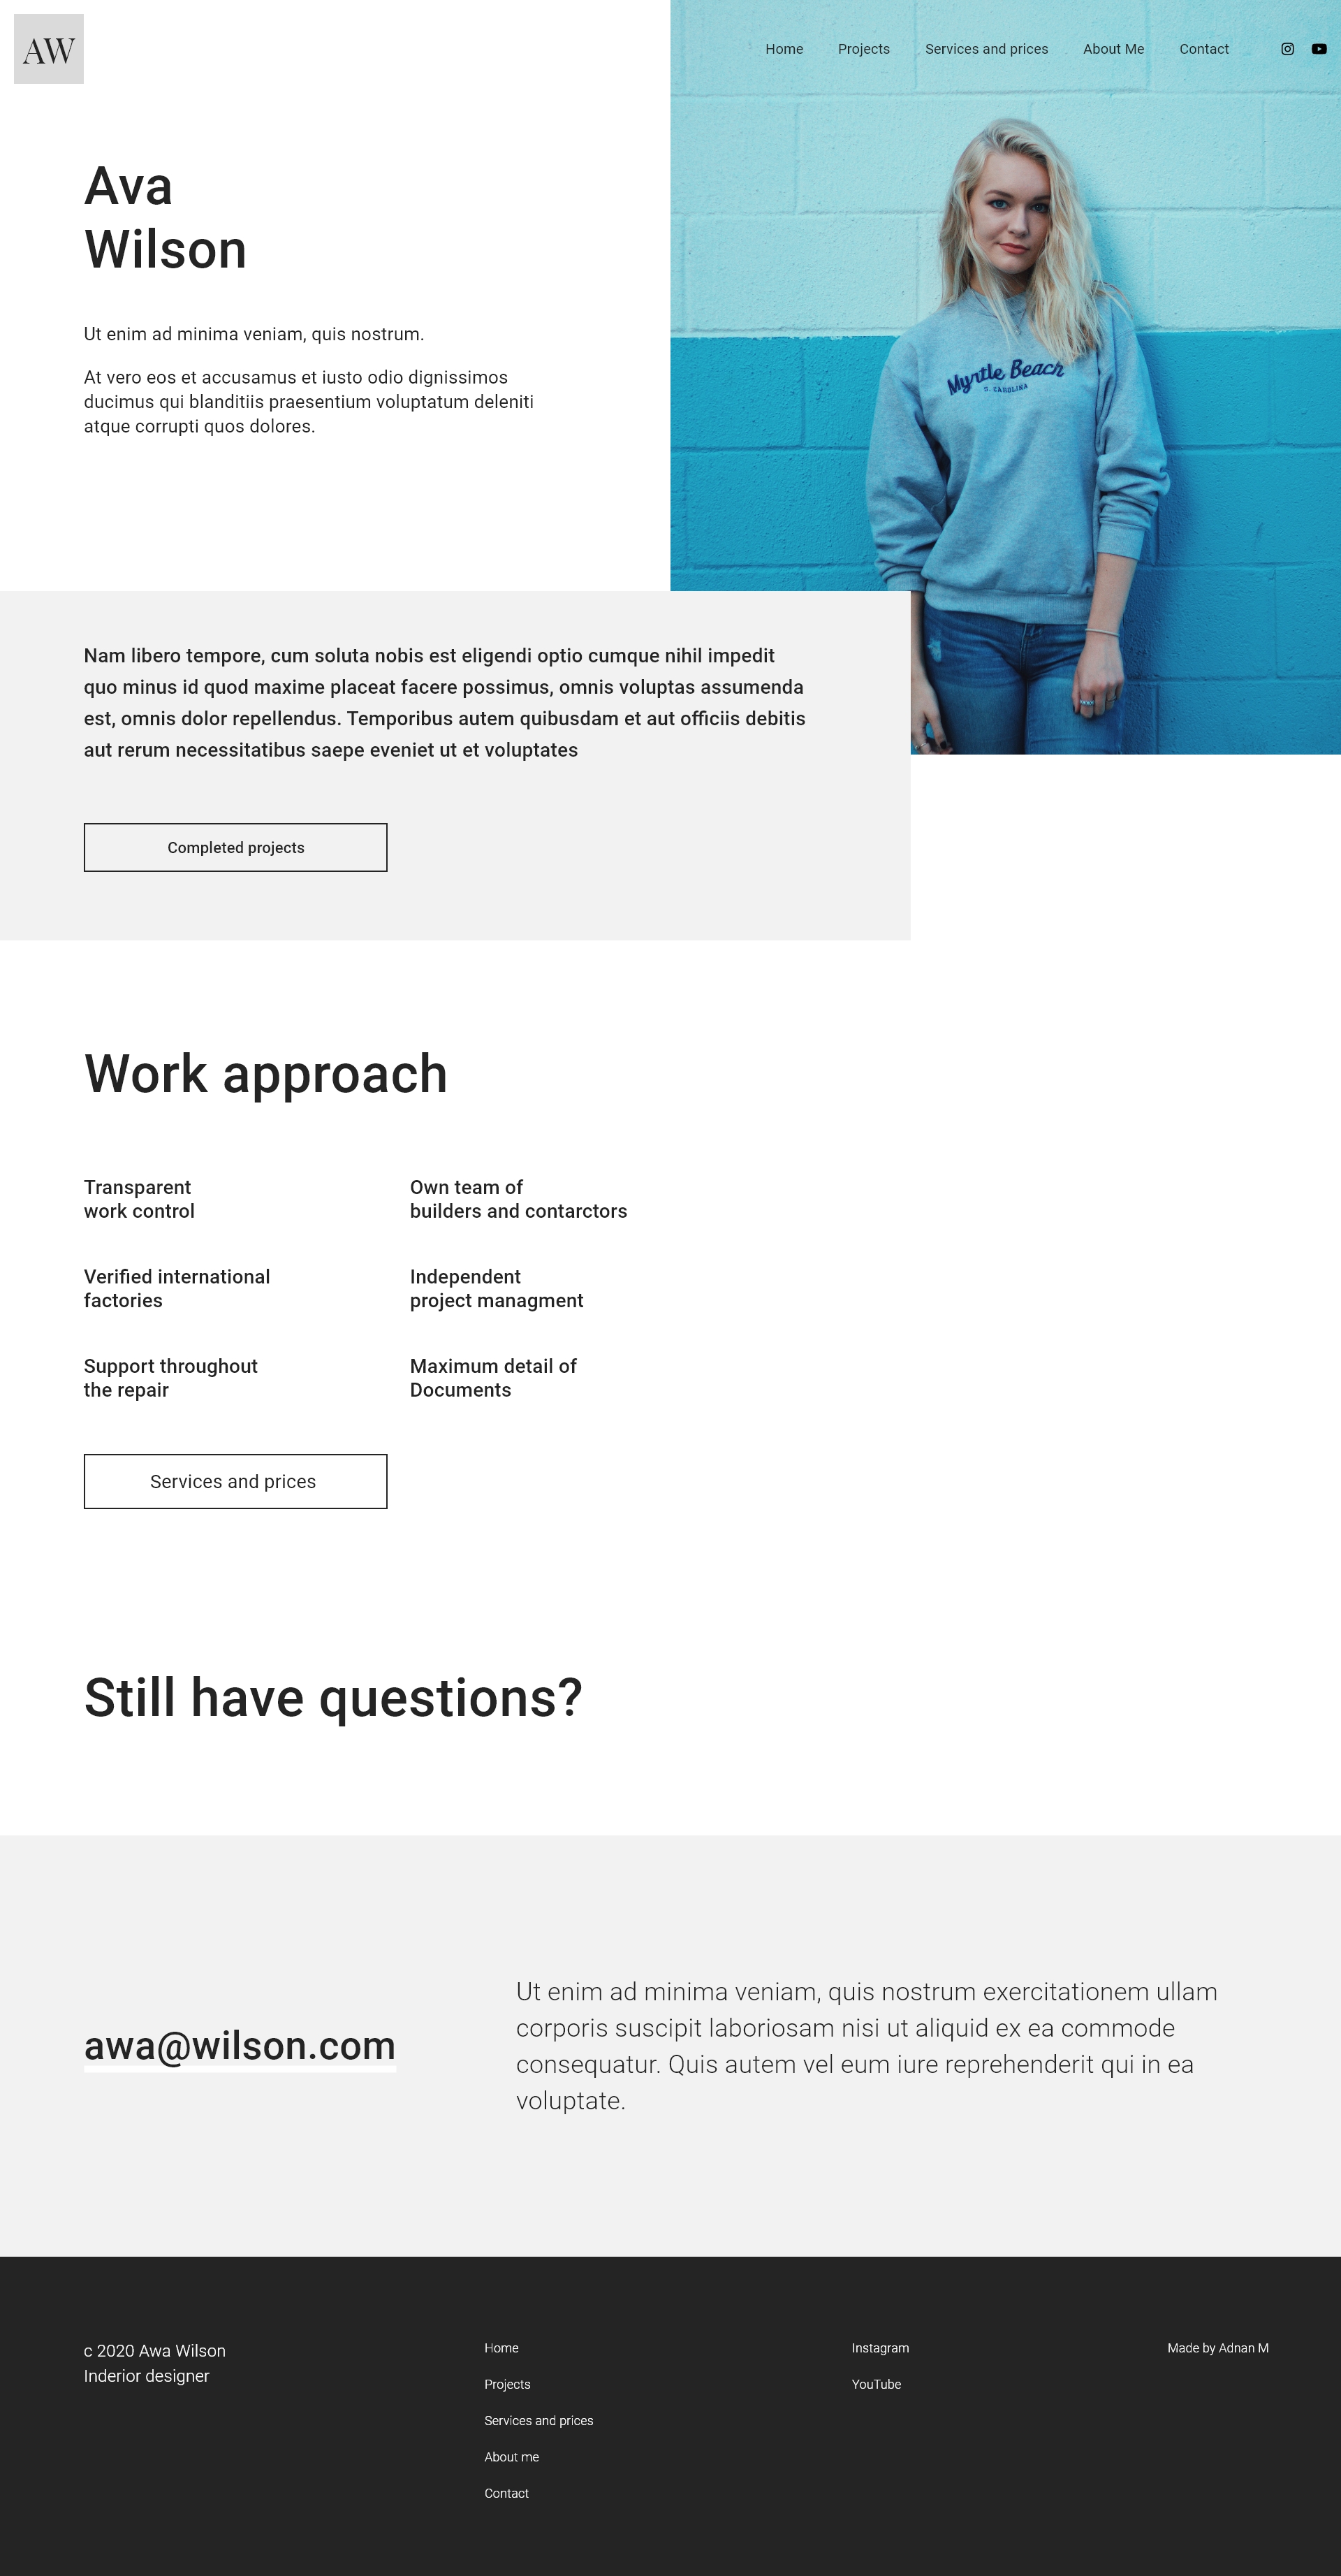 AW
Home Projects Services and prices About Me Contact
Ava
Wilson
Ut enim ad minima veniam, quis nostrum.
At vero eos et accusamus et iusto odio dignissimos
ducimus qui blanditiis praesentium voluptatum deleniti
atque corrupti quos dolores.
Myrtle Beach
S. CAROLINA
Nam libero tempore, cum soluta nobis est eligendi optio cumque nihil impedit
quo minus id quod maxime placeat facere possimus, omnis voluptas assumenda
est, omnis dolor repellendus. Temporibus autem quibusdam et aut officiis debitis
aut rerum necessitatibus saepe eveniet ut et voluptates
Completed projects
Work approach
Transparent
work control
Own team of
builders and contarctors
Verified international
factories
Independent
project managment
Support throughout
the repair
Maximum detail of
Documents
Services and prices
Still have questions?
awa@wilson.com
Ut enim ad minima veniam, quis nostrum exercitationem ullam
corporis suscipit laboriosam nisi ut aliquid ex ea commode
consequatur. Quis autem vel eum iure reprehenderit qui in ea
voluptate.
c 2020 Awa Wilson
Inderior designer
Home
Projects
Services and prices
About me
Contact
Instagram
YouTube
Made by Adnan M